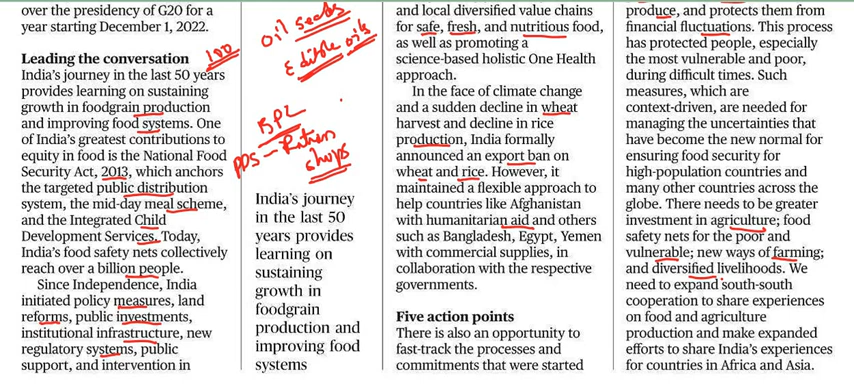 over the presidency of G20 for a
year starting December 1, 2022.
Leading the conversation
India's journey in the last 50 years
provides learning on sustaining
growth in foodgrain production
and improving food systems. One
of India's greatest contributions to
equity in food is the National Food
Security Act, 2013, which anchors
the targeted public distribution
system, the mid-day meal scheme,
and the Integrated Child
Development Services. Today,
India's food safety nets collectively
reach over a billion people.
Since Independence, India
initiated policy measures, land
reforms, public investments,
institutional infrastructure, new
regulatory systems, public
support, and intervention in
100
oil seeds
Edible oils
BPL
PDS - Ration
shops
India's journey
in the last 50
years provides
learning on
sustaining
growth in
foodgrain
production and
improving food
systems
and local diversified value chains
for safe, fresh, and nutritious food,
as well as promoting a
science-based holistic One Health
approach.
In the face of climate change
and a sudden decline in wheat
harvest and decline in rice
production, India formally
announced an export ban on
wheat and rice. However, it
maintained a flexible approach to
help countries like Afghanistan
with humanitarian aid and others
such as Bangladesh, Egypt, Yemen
with commercial supplies, in
collaboration with the respective
governments.
Five action points
There is also an opportunity to
fast-track the processes and
commitments that were started
produce, and protects them from
financial fluctuations. This process
has protected people, especially
the most vulnerable and poor,
during difficult times. Such
measures, which are
context-driven, are needed for
managing the uncertainties that
have become the new normal for
ensuring food security for
high-population countries and
many other countries across the
globe. There needs to be greater
investment in agriculture; food
safety nets for the poor and
vulnerable; new ways of farming;
and diversified livelihoods. We
need to expand south-south
cooperation to share experiences
on food and agriculture
production and make expanded
efforts to share India's experiences
for countries in Africa and Asia.